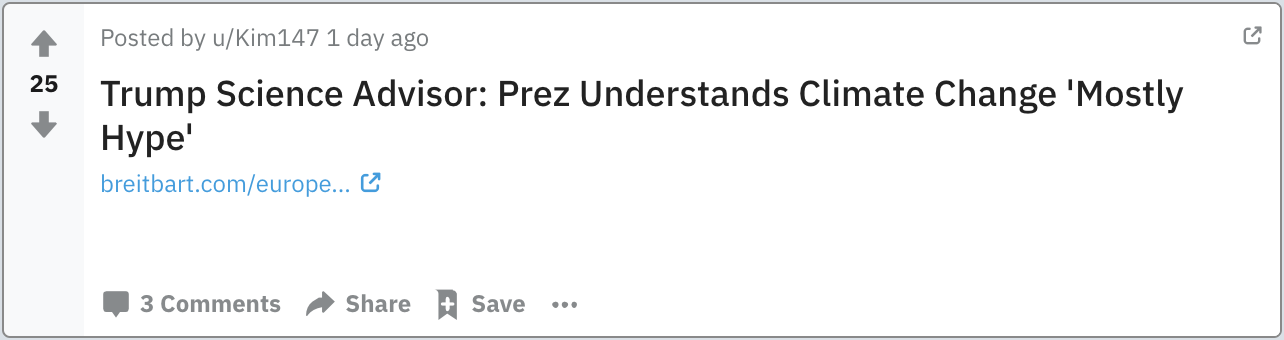 Posted by u/Kim147 1 day ago
25
Trump Science Advisor: Prez Understands Climate Change 'Mostly
Hype'
breitbart.com/europe...
3 Comments Share Save